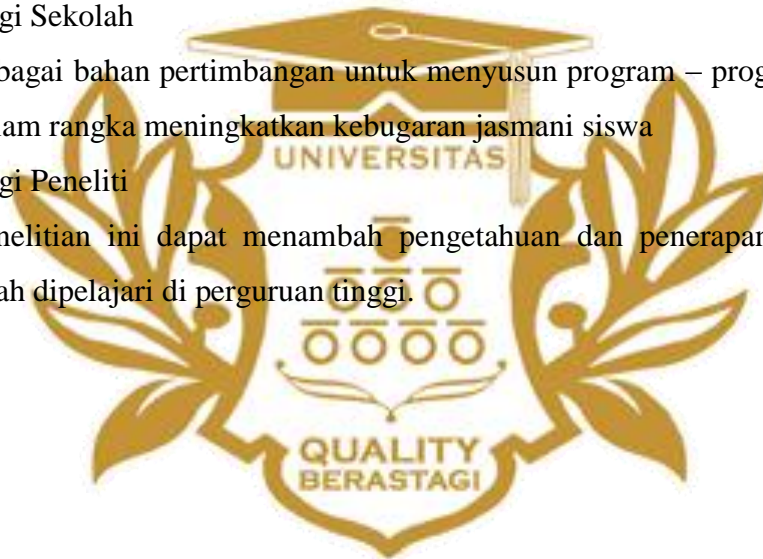 gi Sekolah
bagai bahan pertimbangan untuk menyusun program – prog
lam rangka meningkatkan kebugaran jasmani siswa
UNIVERSITAS
gi Peneliti
nelitian ini dapat menambah pengetahuan dan penerapan
ah dipelajari di perguruan tinggi.
QUALITY
BERASTAGI